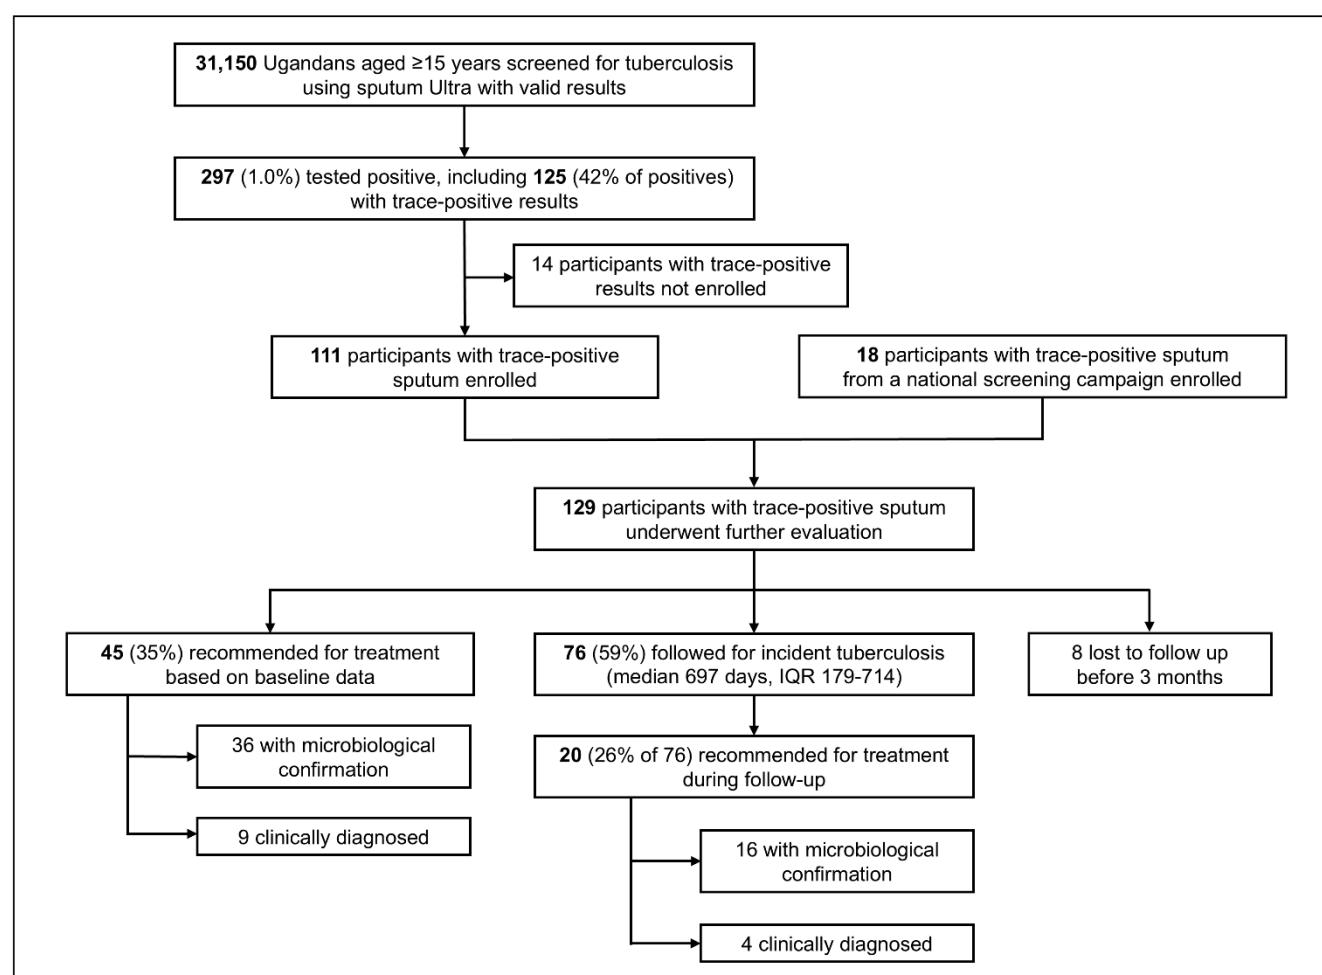 31,150 Ugandans aged ≥15 years screened for tuberculosis
using sputum Ultra with valid results
297 (1.0%) tested positive, including 125 (42% of positives)
with trace-positive results
14 participants with trace-positive
results not enrolled
111 participants with trace-positive
sputum enrolled
18 participants with trace-positive sputum
from a national screening campaign enrolled
129 participants with trace-positive sputum
underwent further evaluation
45 (35%) recommended for treatment
based on baseline data
36 with microbiological
confirmation
9 clinically diagnosed
76 (59%) followed for incident tuberculosis
(median 697 days, IQR 179-714)
20 (26% of 76) recommended for treatment
during follow-up
16 with microbiological
confirmation
4 clinically diagnosed
8 lost to follow up
before 3 months